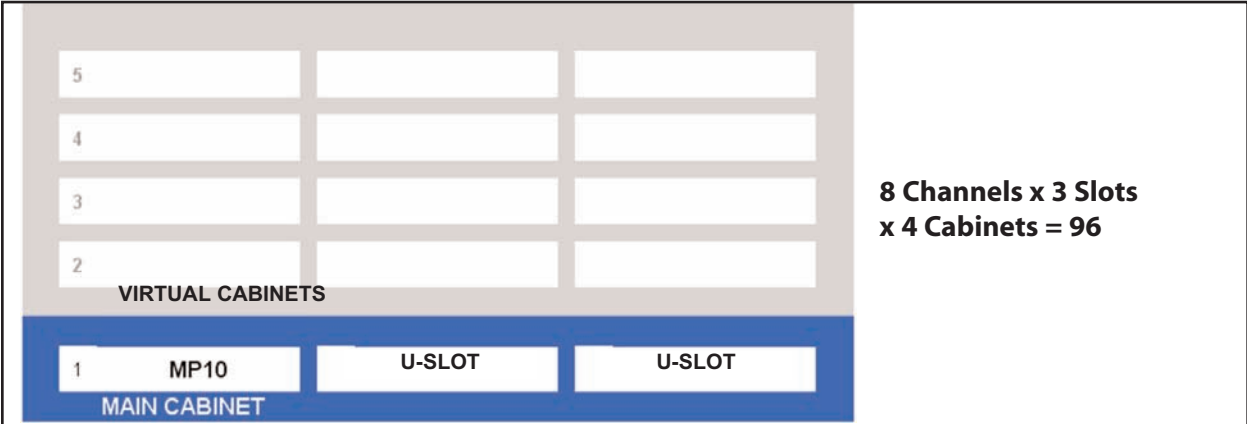 5
4
3
2
VIRTUAL CABINETS
1 MP10 U-SLOT U-SLOT
MAIN CABINET
8 Channels x 3 Slots
x 4 Cabinets = 96